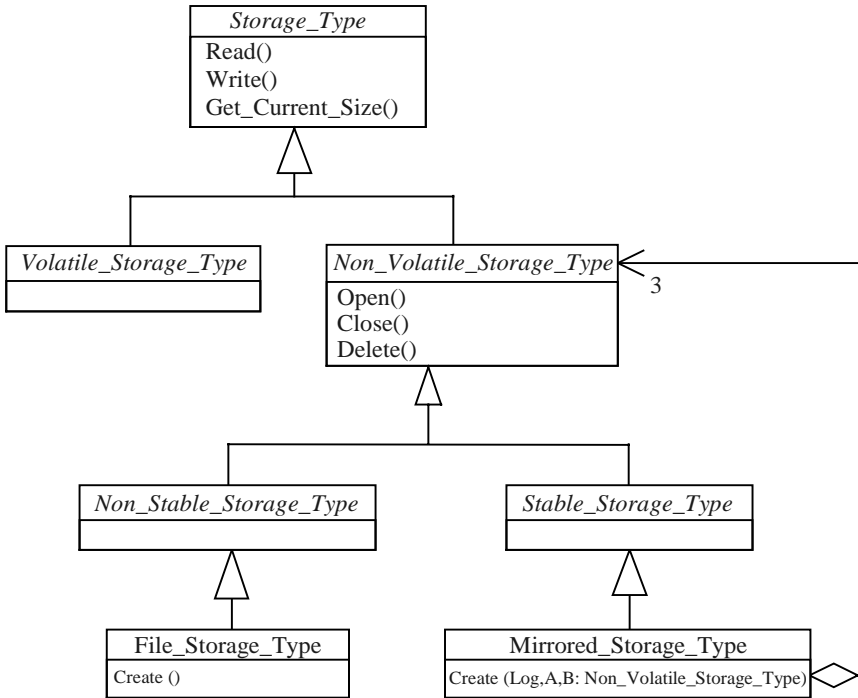 Storage_Type
Read()
Write()
Get_Current_Size()
Volatile_Storage_Type
Non_Volatile_Storage_Type
3
Open()
Close()
Delete()
Non_Stable_Storage_Type
Stable_Storage_Type
File_Storage_Type
Create ()
Mirrored_Storage_Type
Create (Log,A,B: Non_Volatile_Storage_Type)